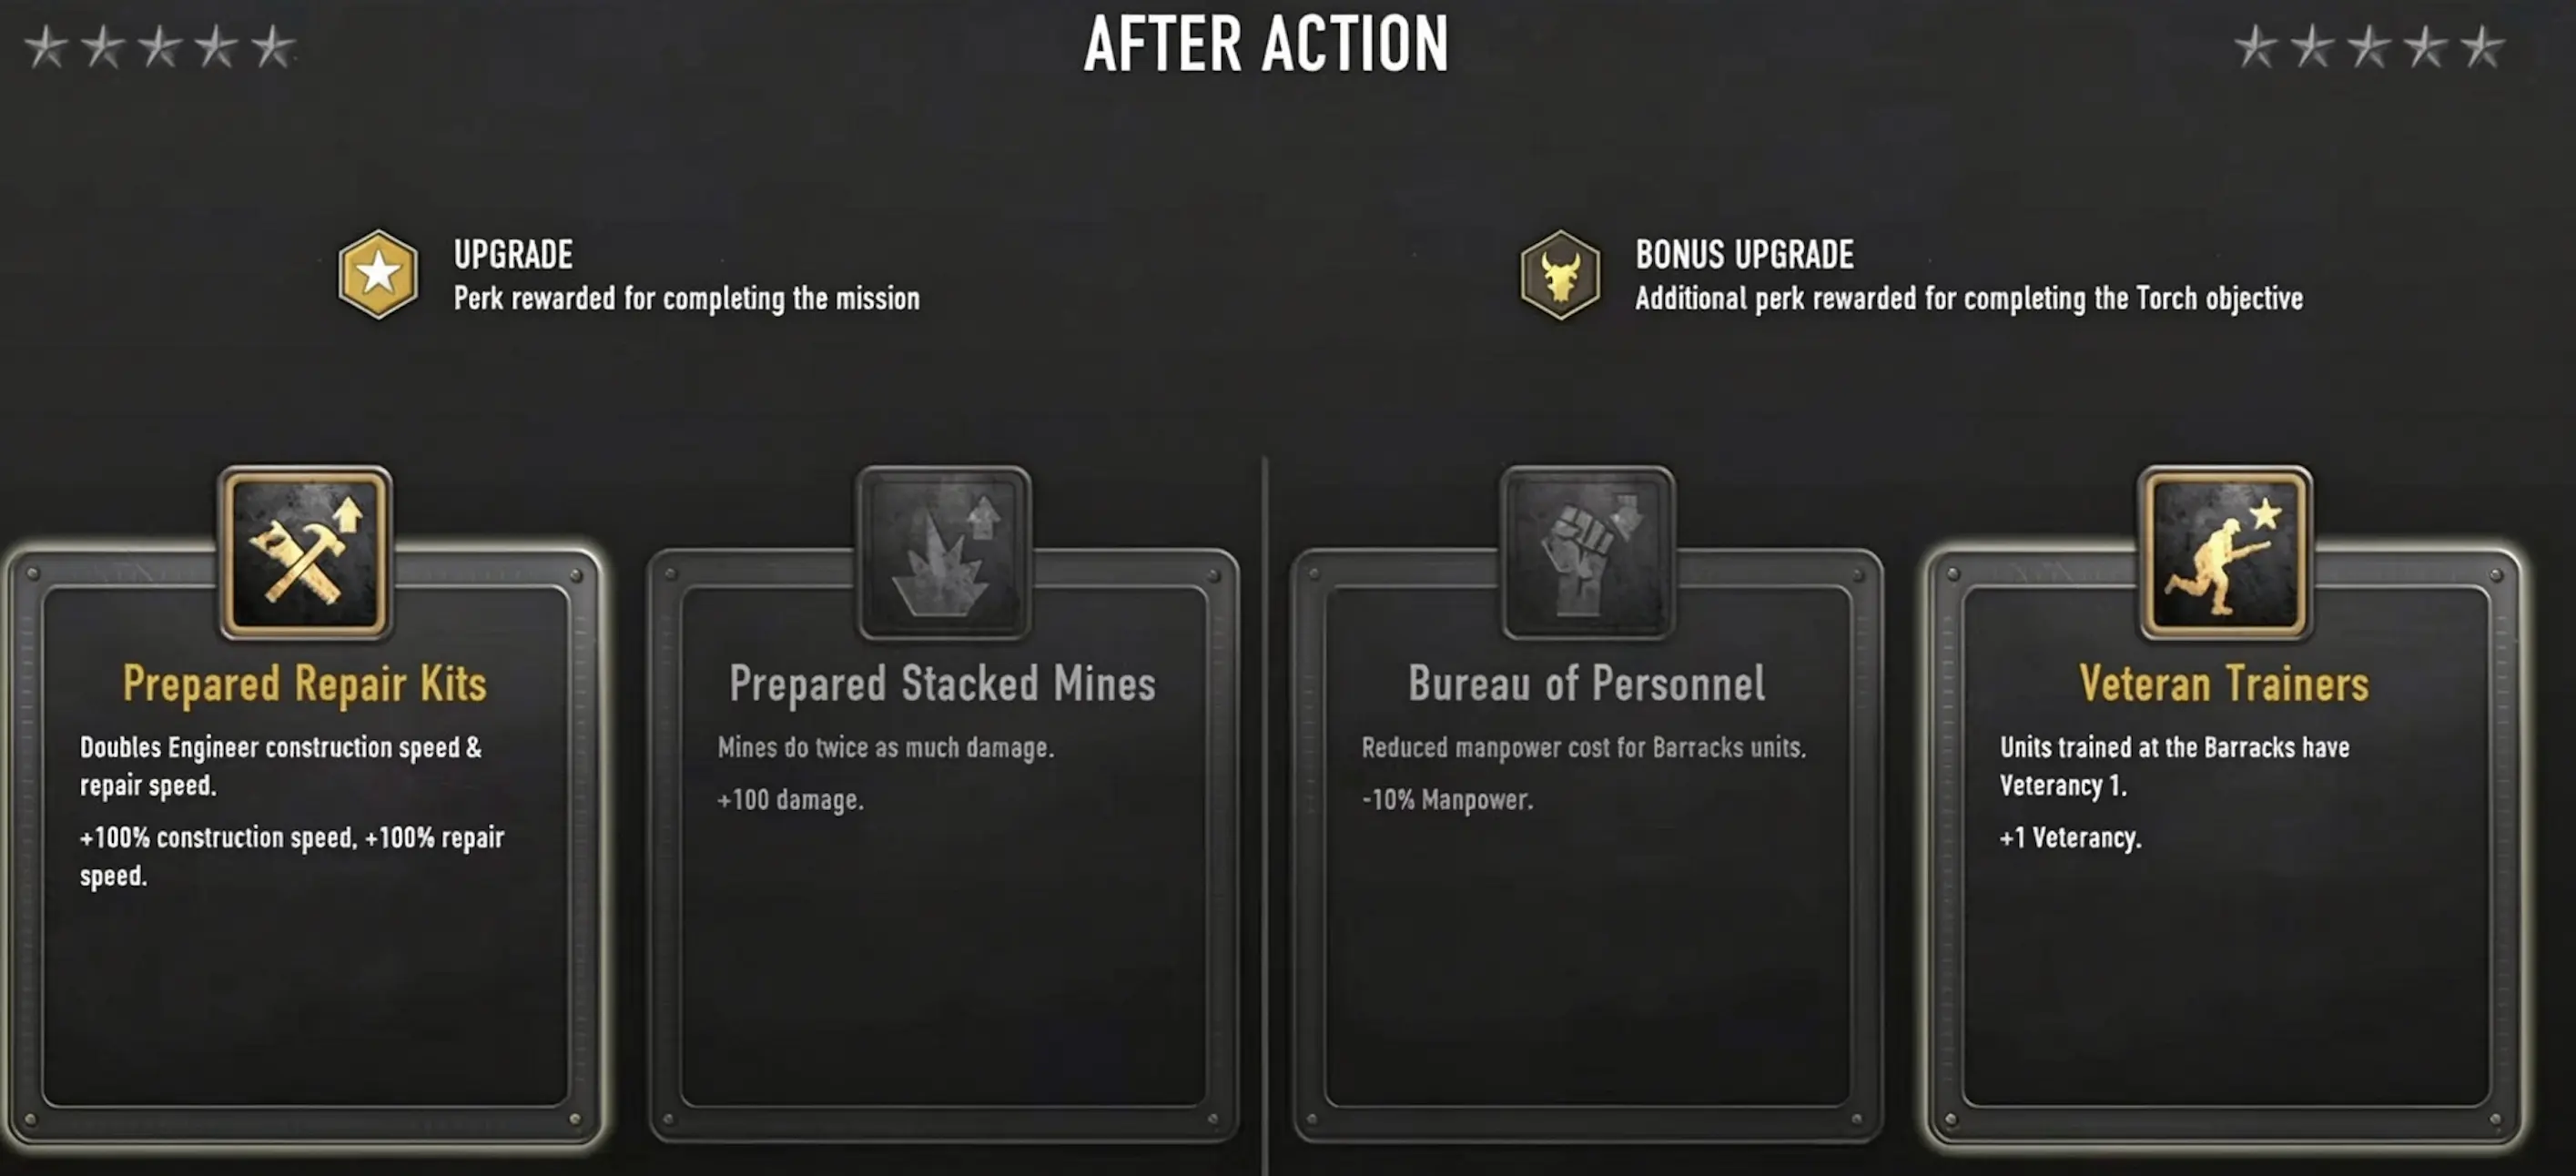 AFTER ACTION
UPGRADE
Perk rewarded for completing the mission
BONUS UPGRADE
Additional perk rewarded for completing the Torch objective
Prepared Repair Kits
Doubles Engineer construction speed &
repair speed.
+100% construction speed, +100% repair
speed.
Prepared Stacked Mines
Mines do twice as much damage.
+100 damage.
Bureau of Personnel
Reduced manpower cost for Barracks units.
-10% Manpower.
Veteran Trainers
Units trained at the Barracks have
Veterancy 1.
+1 Veterancy.